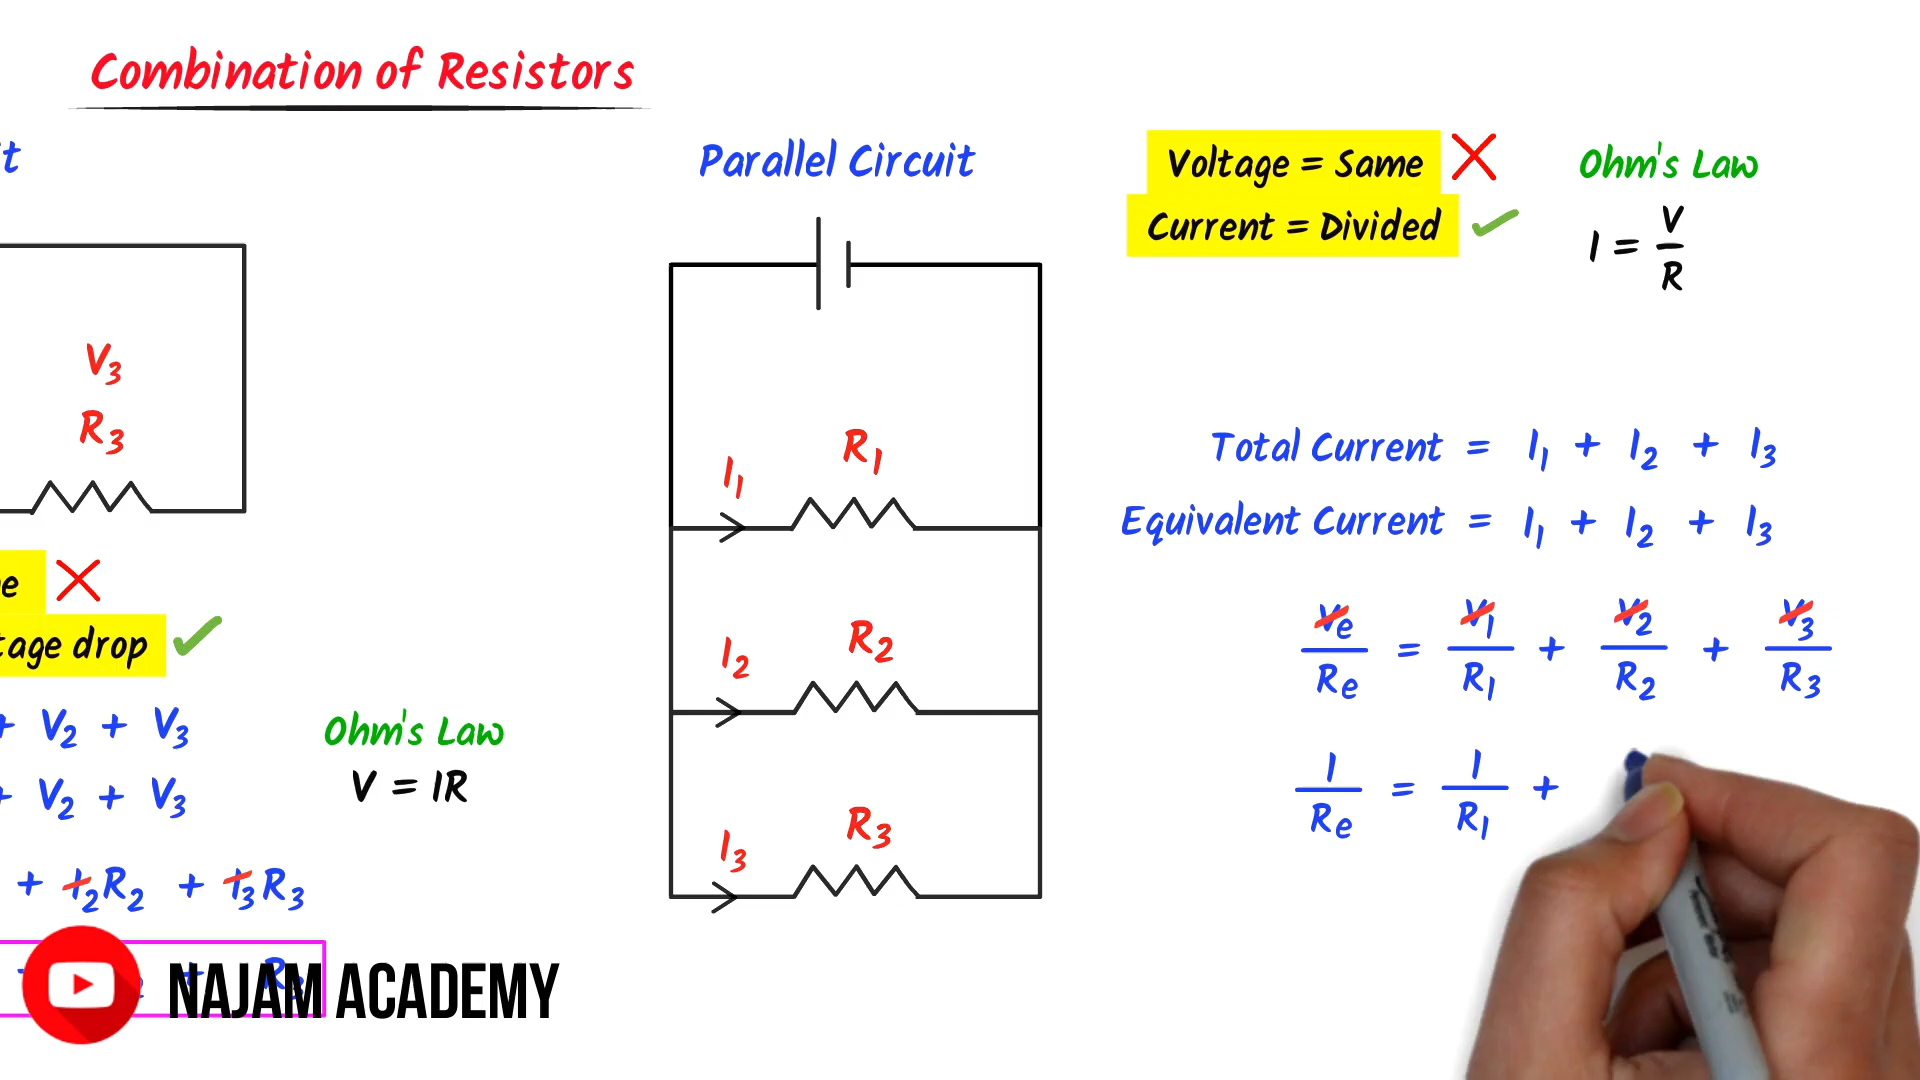 Combination of Resistors
it
V3
R3
e
tage drop
+ V2 + V3
+ V2 + V3
+ I2R2 + I3R3
+ R
NAJAM ACADEMY
Ohm's Law
V = IR
Parallel Circuit
I1 R1
I2 R2
I3 R3
Voltage = Same
Current = Divided
Ohm's Law
I = V/R
Total Current = I1 + I2 + I3
Equivalent Current = I1 + I2 + I3
Ve/Re = V1/R1 + V2/R2 + V3/R3
1/Re = 1/R1 +